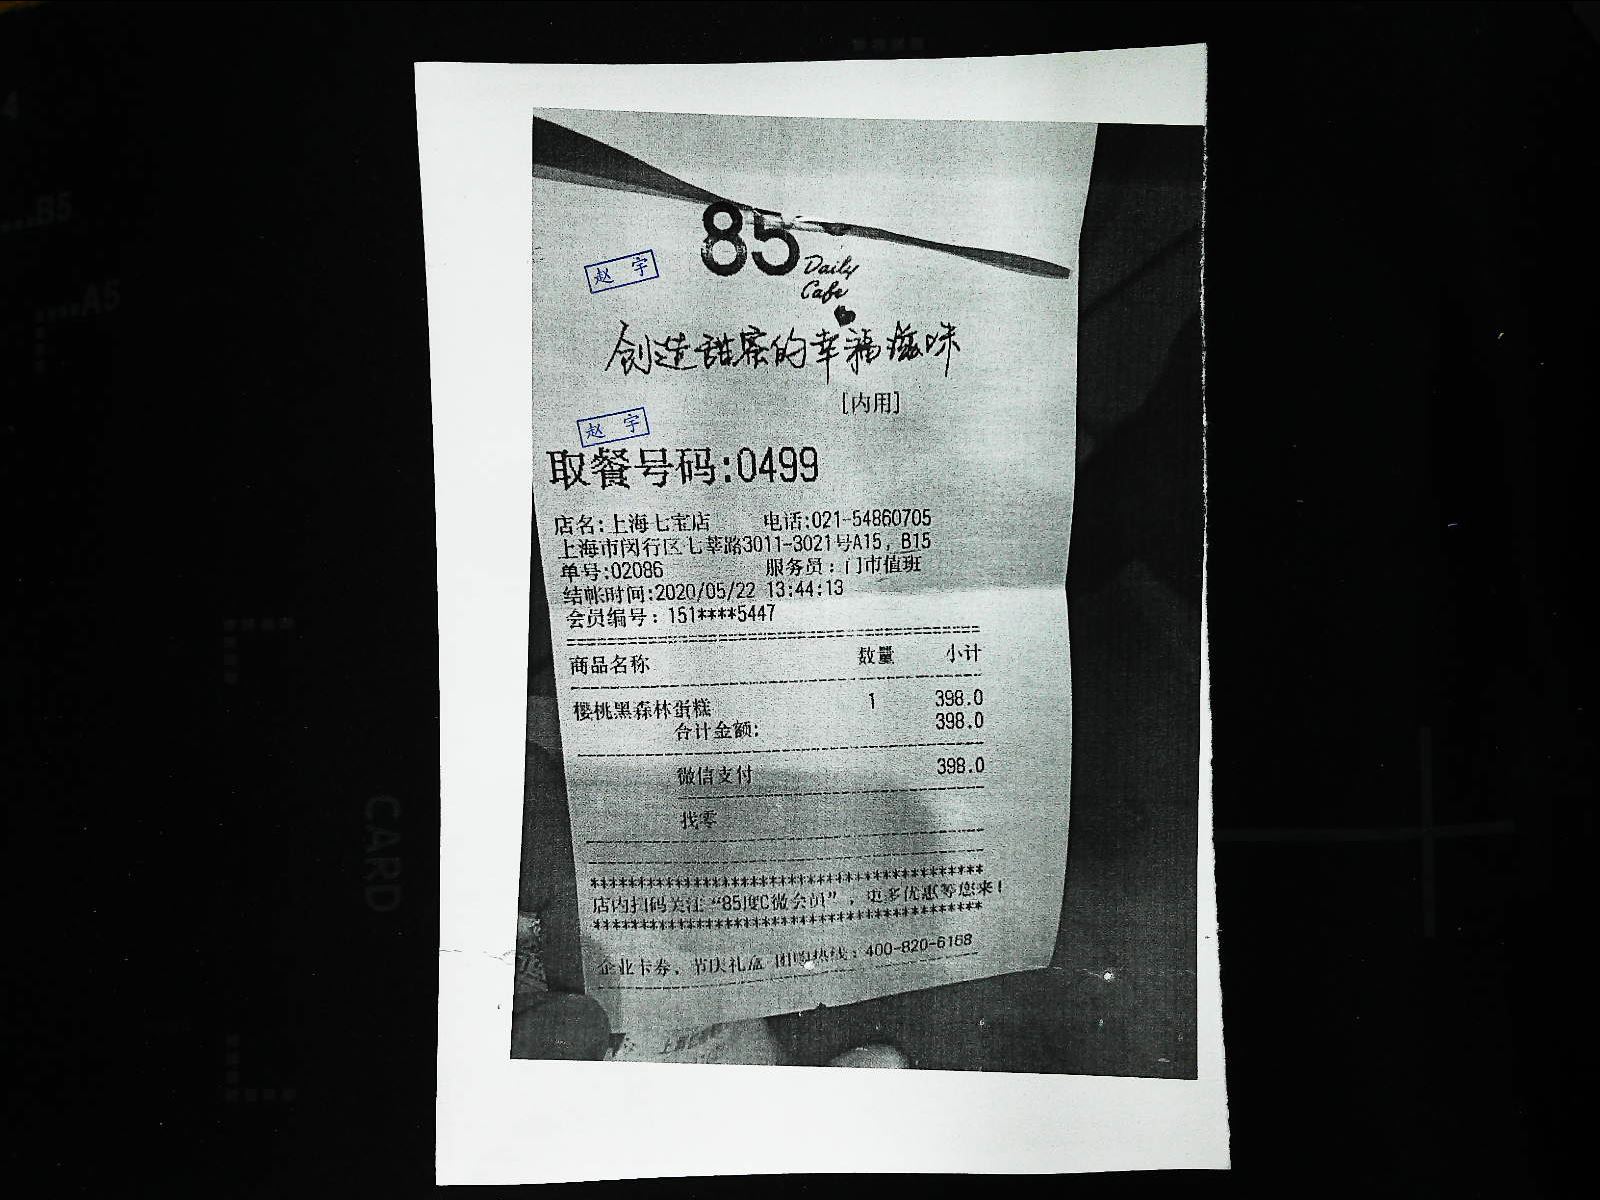 85
Daily
Cafe
赵 宇
创造甜蜜的幸福滋味
[内用]
赵 宇
取餐号码:0499
店名:上海七宝店 电话:021-54860705
上海市闵行区七莘路3011-3021号A15, B15
单号:02086 服务员: 门市值班
结帐时间:2020/05/22 13:44:13
会员编号: 151****5447
商品名称 数量 小计
樱桃黑森林蛋糕 1 398.0
合计金额: 398.0
微信支付 398.0
找零
****************************************
店内扫码关注“85度C微会员”, 更多优惠等您来!
****************************************
企业卡券, 节庆礼盒 团购热线: 400-820-6168
B5
A5
CARD